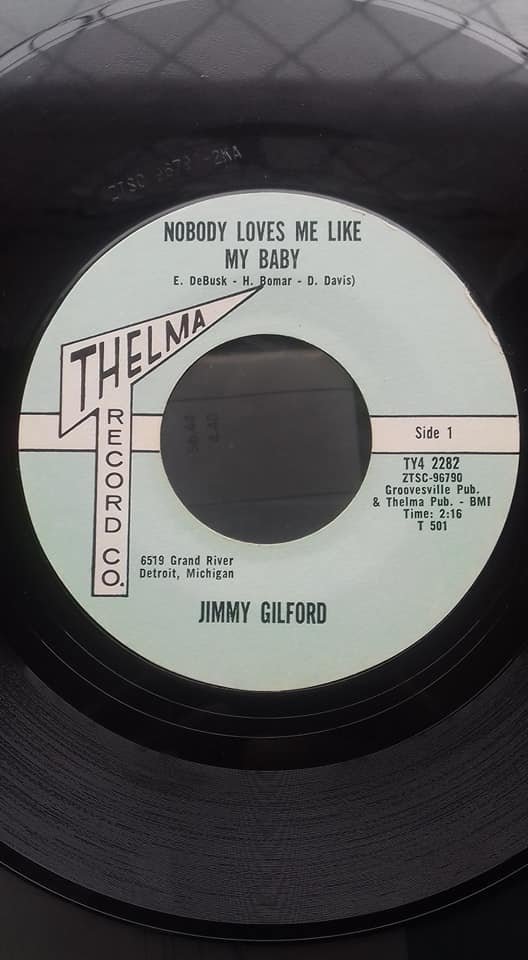 NOBODY LOVES ME LIKE
MY BABY
E. DeBusk - H. Bomar - D. Davis)
THELMA
RECORD CO.
Side 1
TY4 2282
ZTSC-96790
Groovesville Pub.
& Thelma Pub. - BMI
Time: 2:16
T 501
6519 Grand River
Detroit, Michigan
JIMMY GILFORD